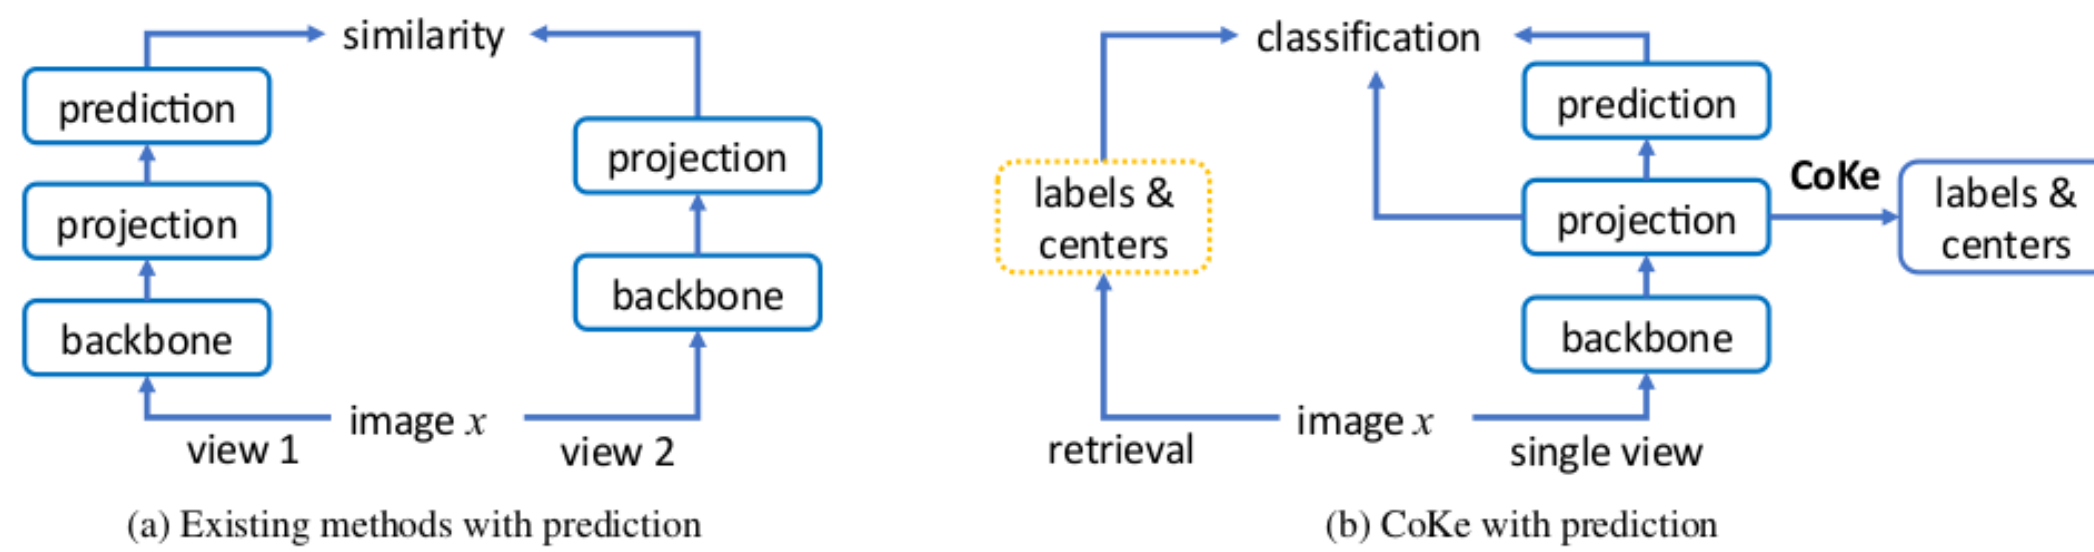 similarity
prediction
projection
backbone
projection
backbone
image x
view 1
view 2
(a) Existing methods with prediction
classification
prediction
labels &
centers
projection
CoKe
labels &
centers
backbone
image x
retrieval
single view
(b) CoKe with prediction